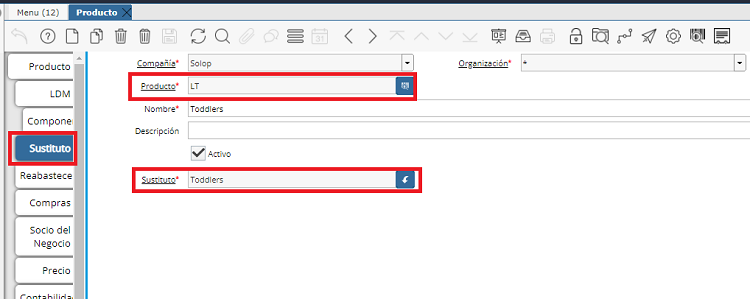 Menu (12)
Producto
Producto
LDM
Componen
Sustituto
Reabastece
Compras
Socio del
Negocio
Precio
Contabilidad
Compañía* Solop
Organización* *
Producto* LT
Nombre* Toddlers
Descripción
Activo
Sustituto* Toddlers